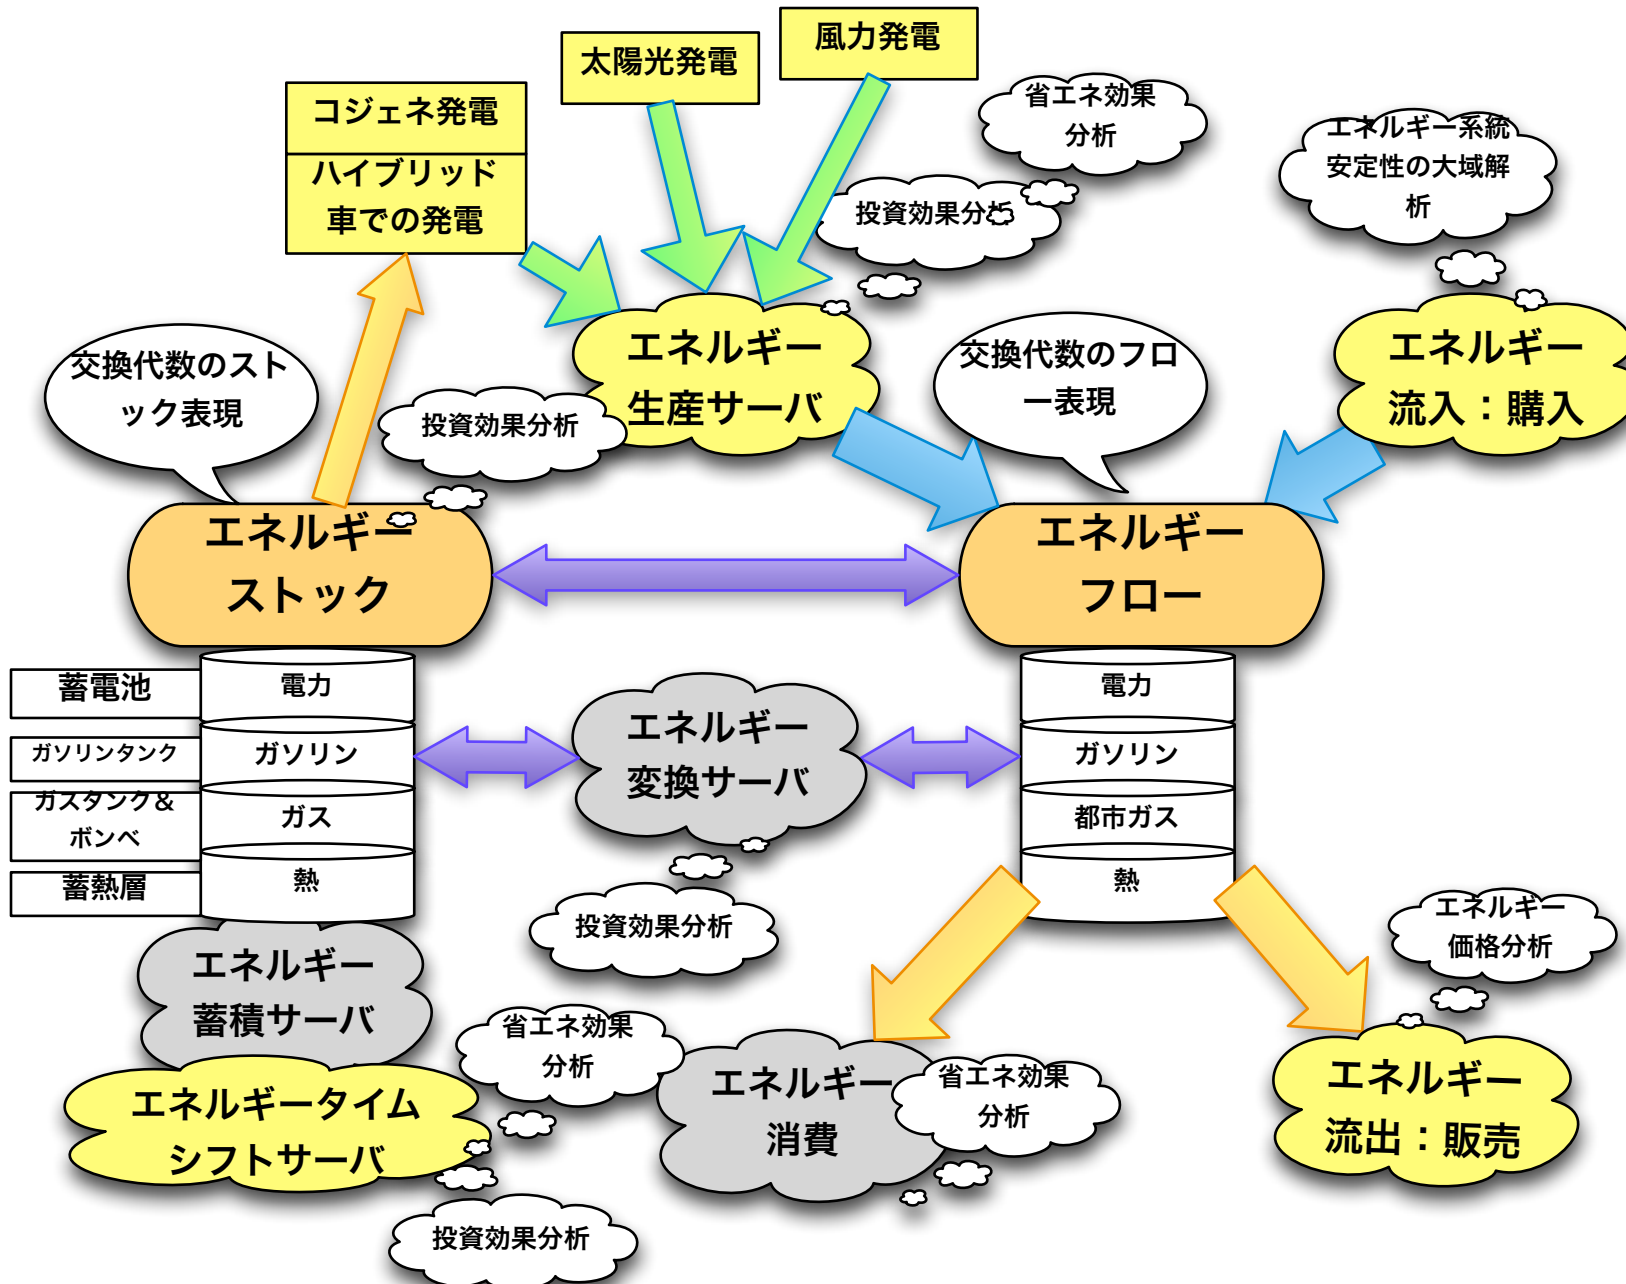 風力発電
太陽光発電
コジェネ発電
ハイブリッド
車での発電
省エネ効果
分析
エネルギー系統
安定性の大域解
析
投資効果分析
エネルギー
生産サーバ
交換代数のスト
ック表現
投資効果分析
交換代数のフロ
ー表現
エネルギー
流入：購入
エネルギー
ストック
エネルギー
フロー
蓄電池
電力
ガソリンタンク
ガソリン
ガスタンク＆
ボンベ
ガス
蓄熱層
熱
エネルギー
変換サーバ
投資効果分析
電力
ガソリン
都市ガス
熱
エネルギー
価格分析
エネルギー
蓄積サーバ
省エネ効果
分析
エネルギータイム
シフトサーバ
投資効果分析
エネルギー
消費
省エネ効果
分析
エネルギー
流出：販売